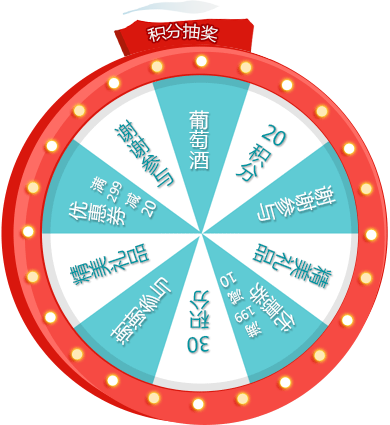 积分抽奖
葡萄酒
20积分
谢谢参与
精美礼品
优惠券
满199减10
30积分
谢谢参与
精美礼品
优惠券
满299减20
谢谢参与